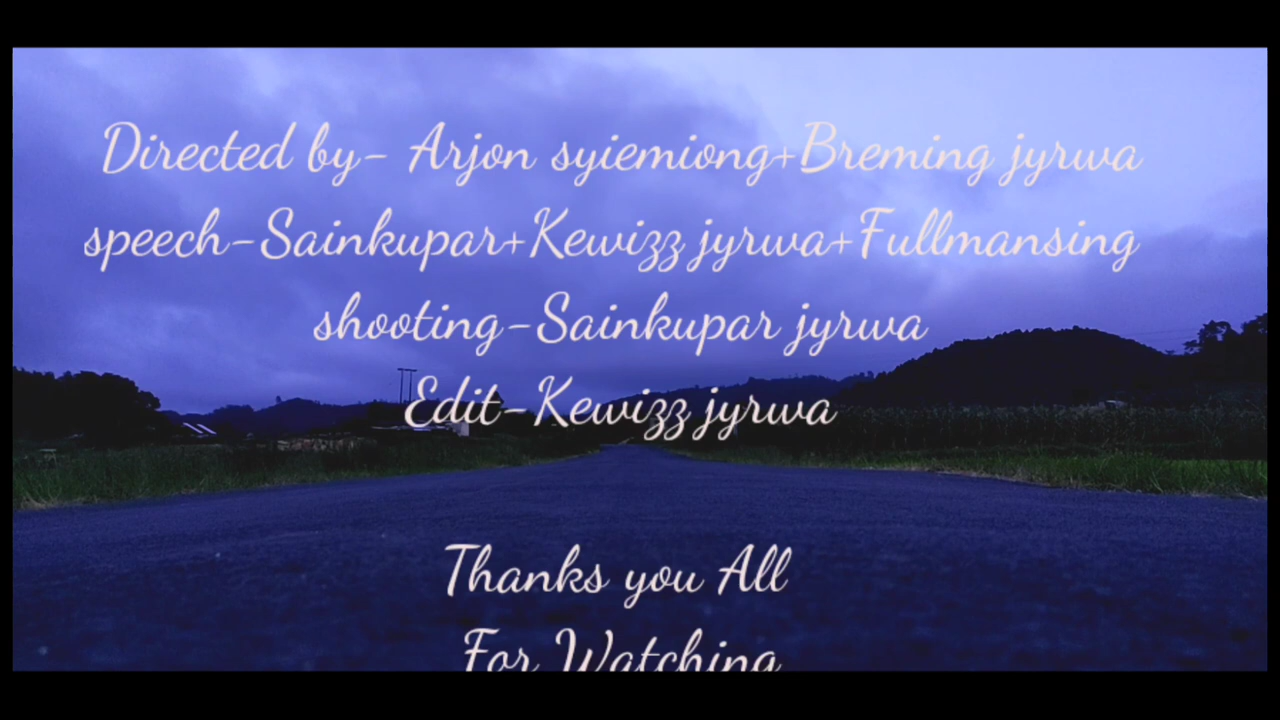 Directed by- Arjon syiemiong+Breming jyrwa
speech-Sainkupar+Kewizz jyrwa+Fullmansing
shooting-Sainkupar jyrwa
Edit-Kewizz jyrwa
Thanks you All
For Watching